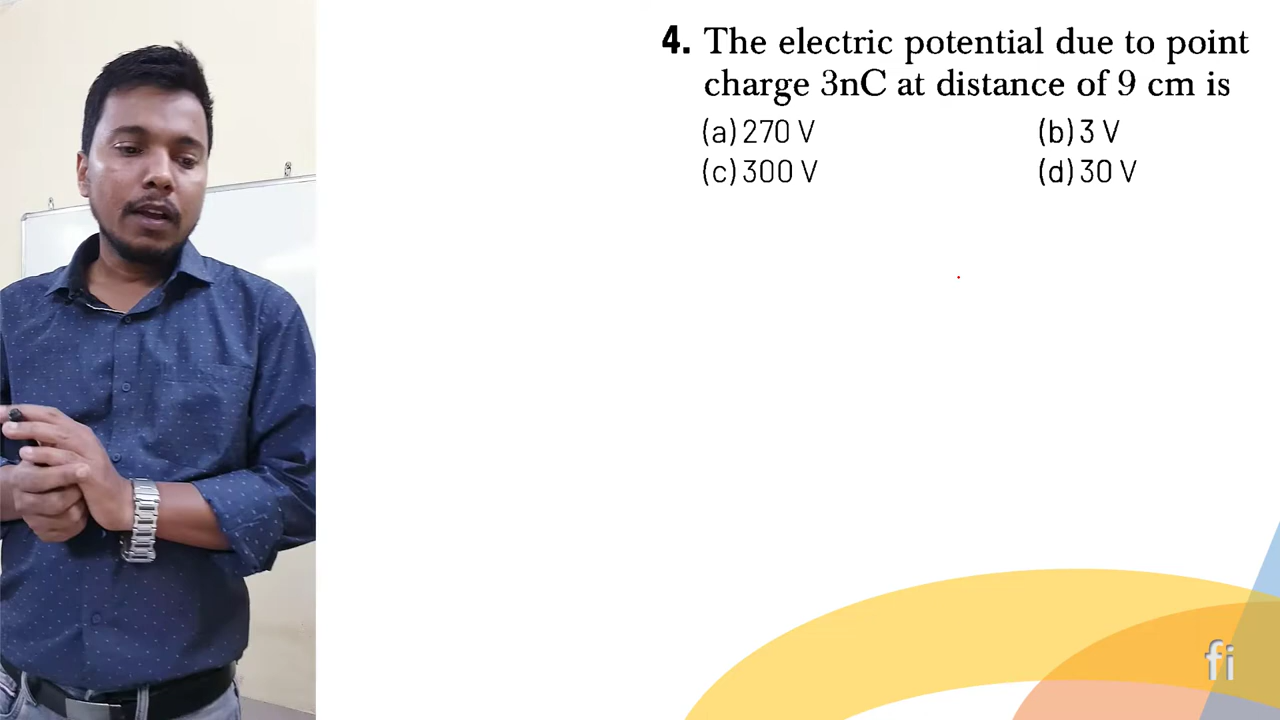 4. The electric potential due to point
charge 3nC at distance of 9 cm is
(a) 270 V (b) 3 V
(c) 300 V (d) 30 V
fi